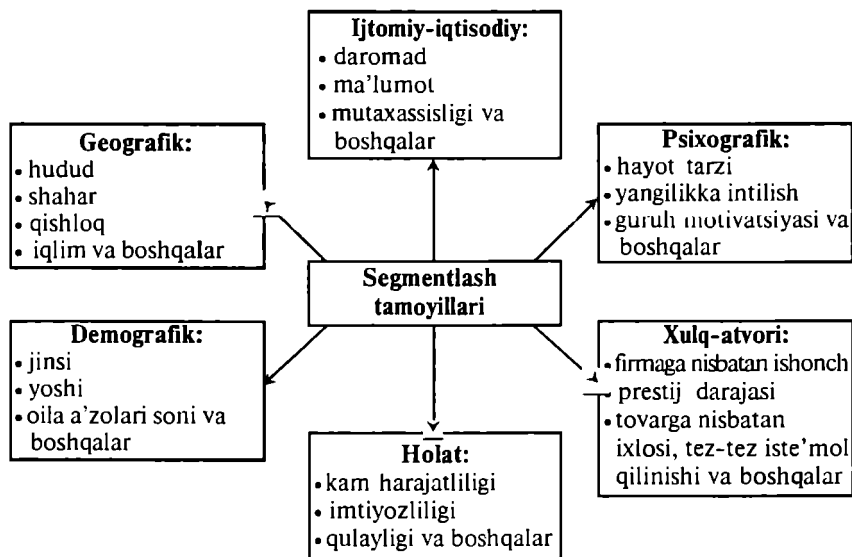 Ijtomiy-iqtisodiy:
• daromad
• ma'lumot
• mutaxassisligi va
boshqalar
Geografik:
• hudud
• shahar
• qishloq
• iqlim va boshqalar
Psixografik:
• hayot tarzi
• yangilikka intilish
• guruh motivatsiyasi va
boshqalar
Segmentlash
tamoyillari
Demografik:
• jinsi
• yoshi
• oila a'zolari soni va
boshqalar
Xulq-atvori:
• firmaga nisbatan ishonch
prestij darajasi
• tovarga nisbatan
ixlosi, tez-tez iste'mol
qilinishi va boshqalar
Holat:
• kam harajatliligi
• imtiyozliligi
• qulayligi va boshqalar